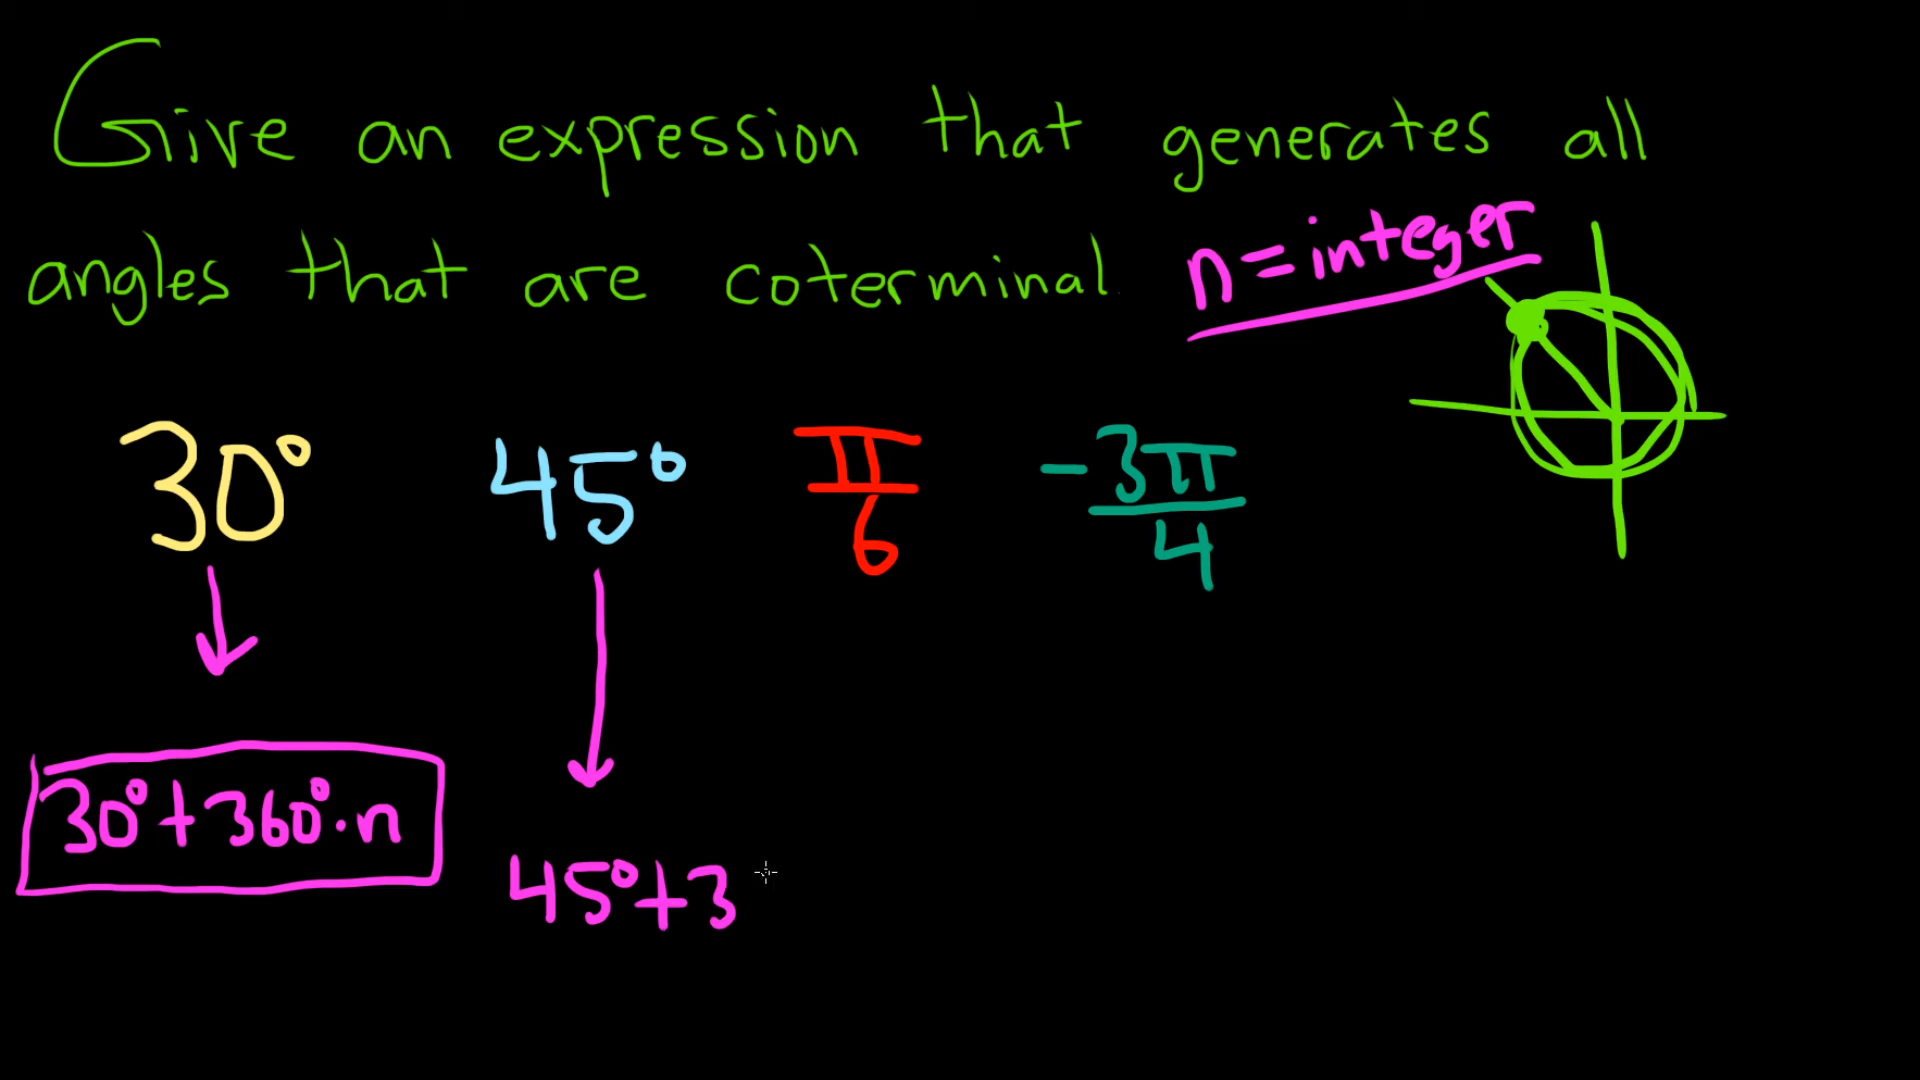 Give an expression that generates all
angles that are coterminal.
n = integer
30° 45° π/6 -3π/4
30° + 360° · n
45° + 3